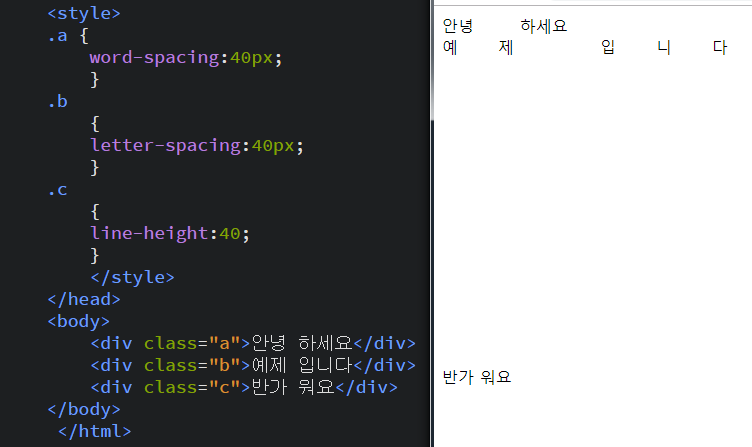 <style>
.a {
word-spacing:40px;
}
.b
{
letter-spacing:40px;
}
.c
{
line-height:40;
}
</style>
</head>
<body>
<div class="a">안녕 하세요</div>
<div class="b">예제 입니다</div>
<div class="c">반가 워요</div>
</body>
</html>
안녕 하세요
예 제 입 니 다
반가 워요